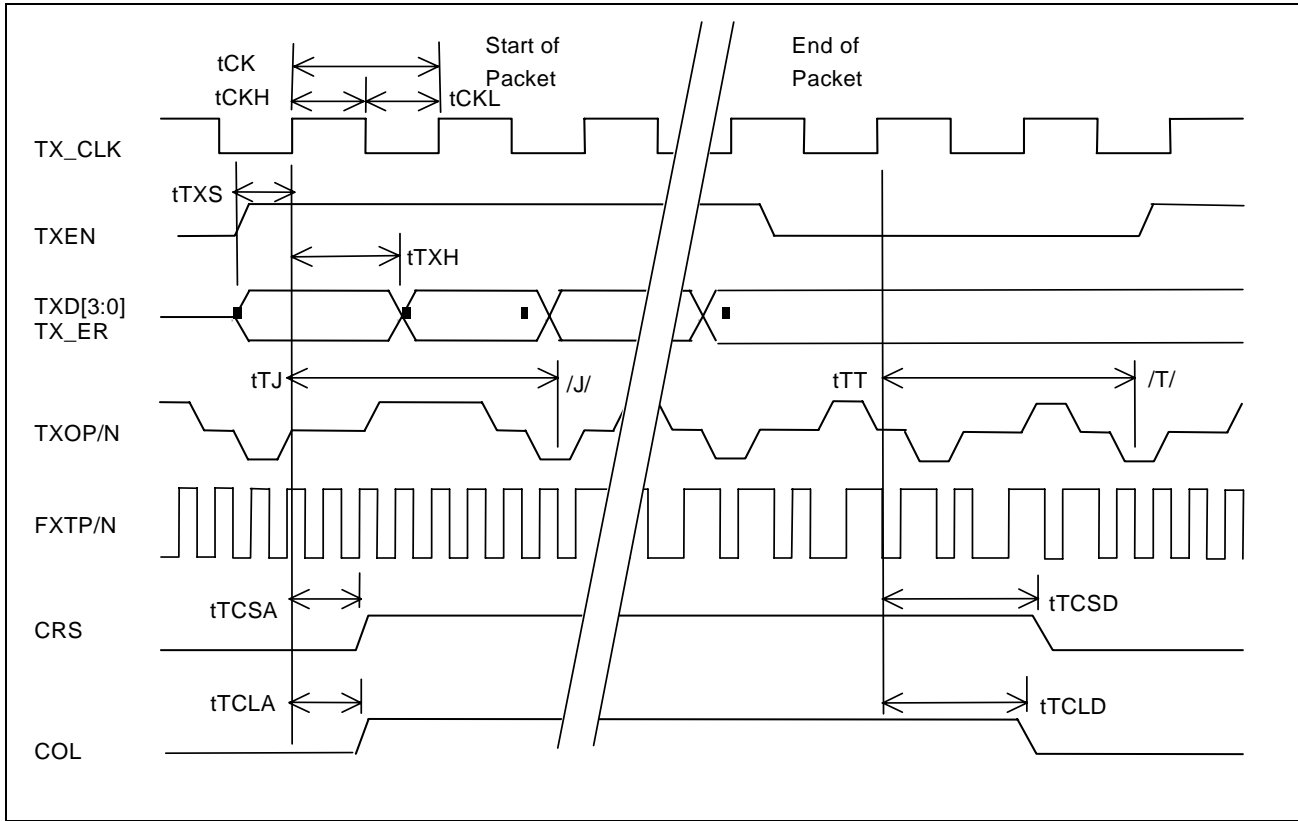 Start of
Packet
End of
Packet
tCK
tCKH
tCKL
TX_CLK
tTXS
TXEN
tTXH
TXD[3:0]
TX_ER
tTJ
/J/
tTT
/T/
TXOP/N
FXTP/N
tTCSA
tTCSD
CRS
tTCLA
tTCLD
COL